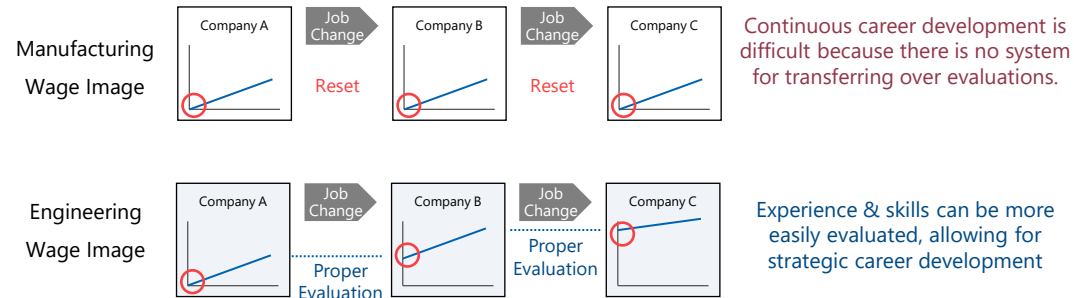 Manufacturing
Wage Image
Company A
Job
Change
Reset
Company B
Job
Change
Reset
Company C
Continuous career development is
difficult because there is no system
for transferring over evaluations.
Engineering
Wage Image
Company A
Job
Change
Proper
Evaluation
Company B
Job
Change
Proper
Evaluation
Company C
Experience & skills can be more
easily evaluated, allowing for
strategic career development